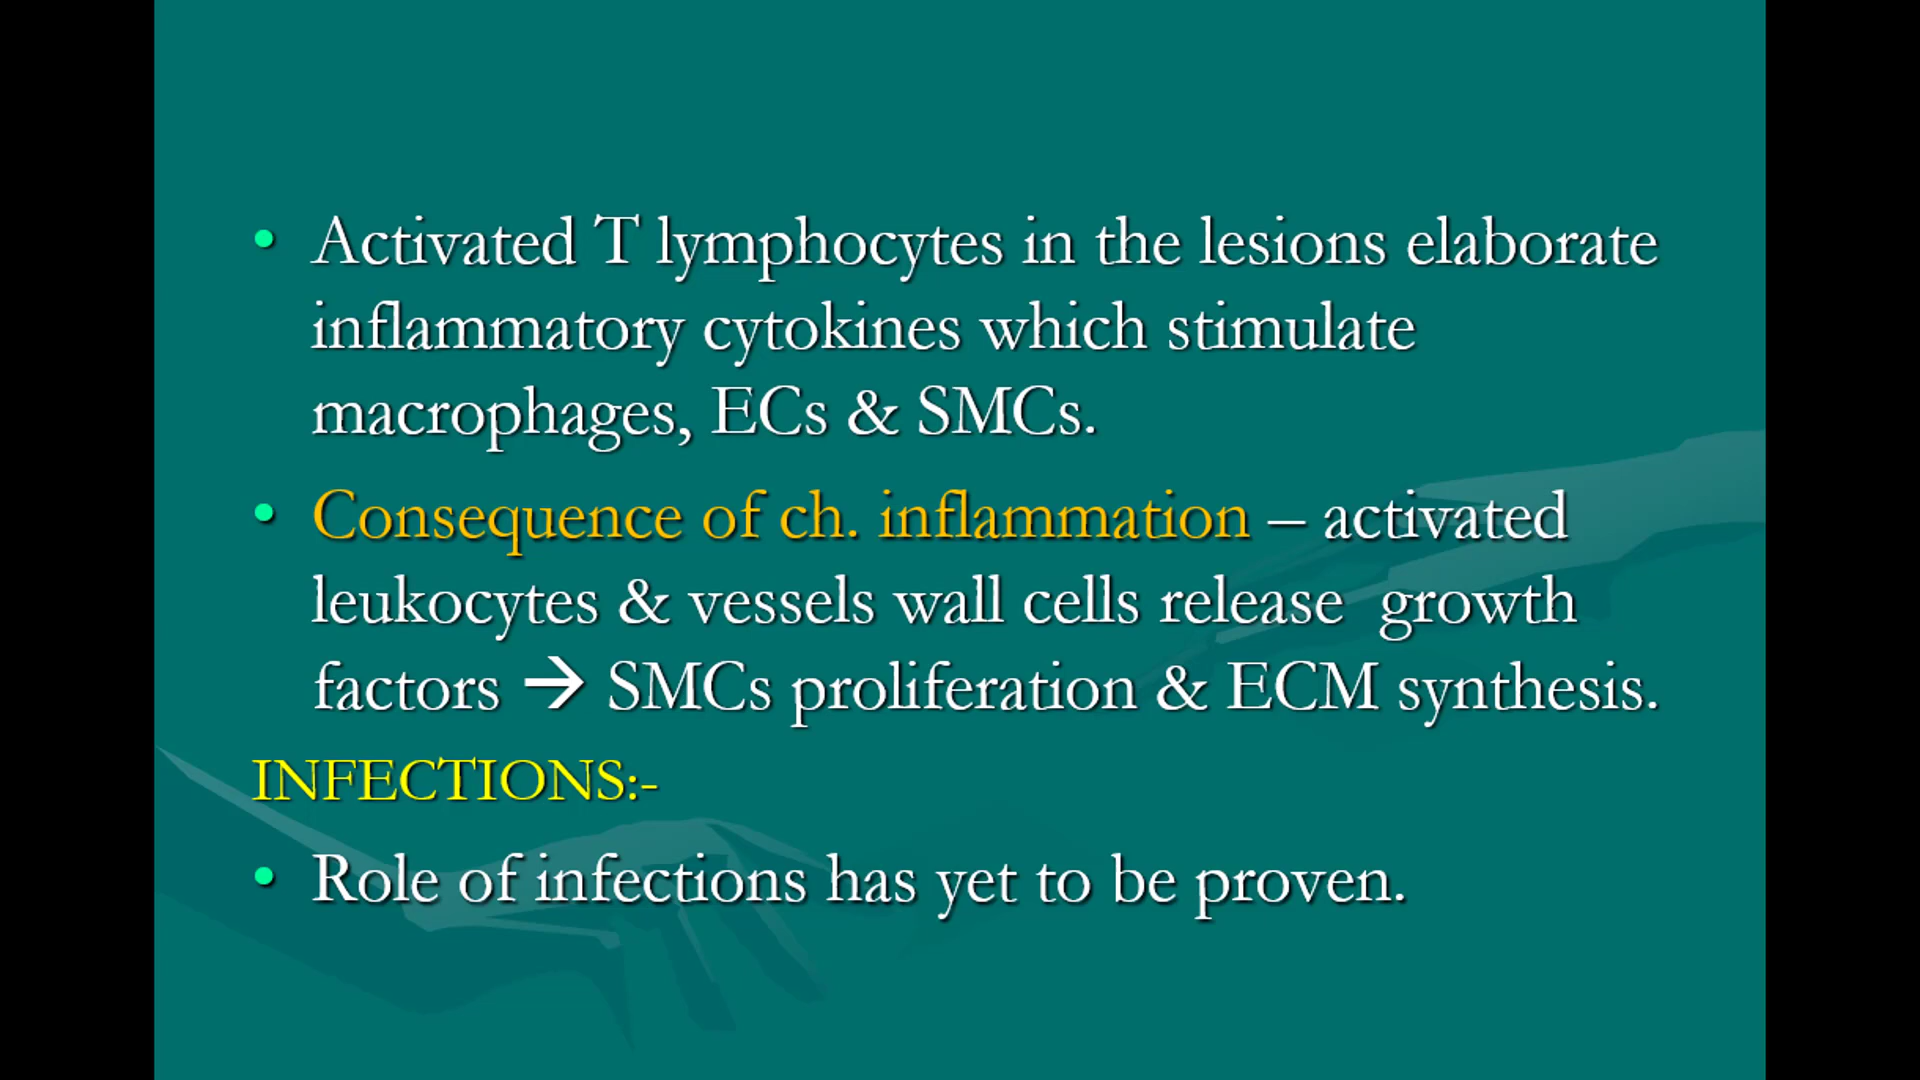 • Activated T lymphocytes in the lesions elaborate
inflammatory cytokines which stimulate
macrophages, ECs & SMCs.
• Consequence of ch. inflammation – activated
leukocytes & vessels wall cells release growth
factors → SMCs proliferation & ECM synthesis.
INFECTIONS:-
• Role of infections has yet to be proven.